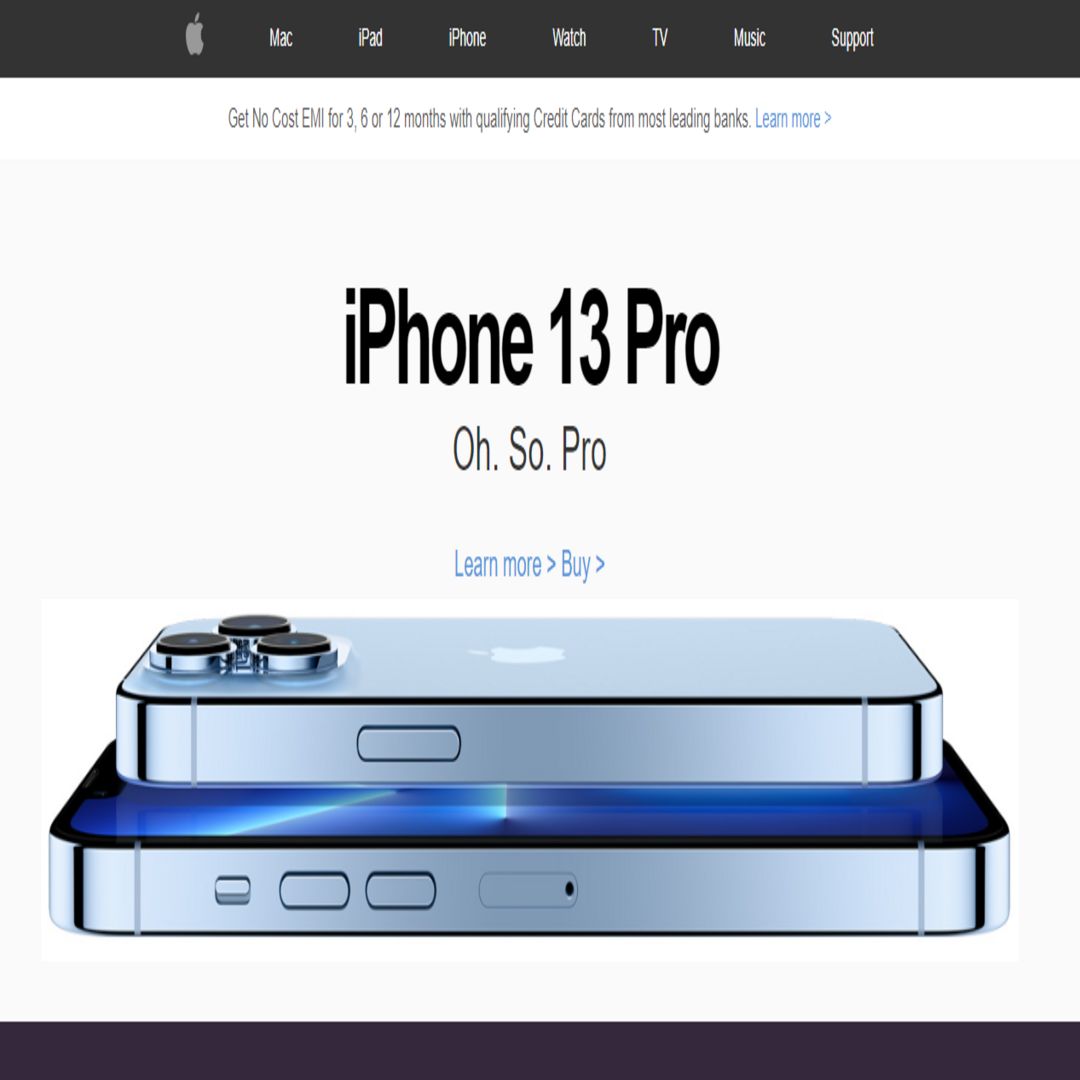 Mac iPad iPhone Watch TV Music Support
Get No Cost EMI for 3, 6 or 12 months with qualifying Credit Cards from most leading banks. Learn more >
iPhone 13 Pro
Oh. So. Pro
Learn more > Buy >